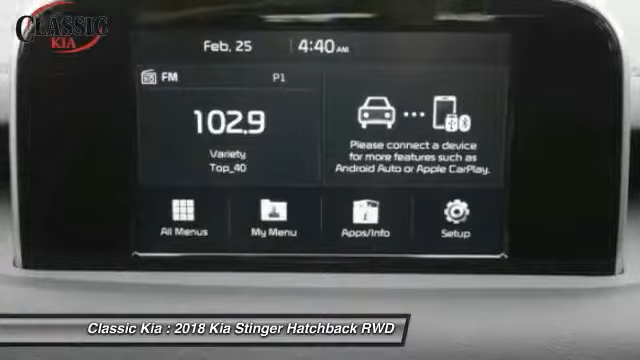 CLASSIC
KIA
Feb. 25
4:40 AM
FM
P1
102.9
Variety
Top_40
Please connect a device
for more features such as
Android Auto or Apple CarPlay.
All Menus
My Menu
Apps/Info
Setup
Classic Kia : 2018 Kia Stinger Hatchback RWD